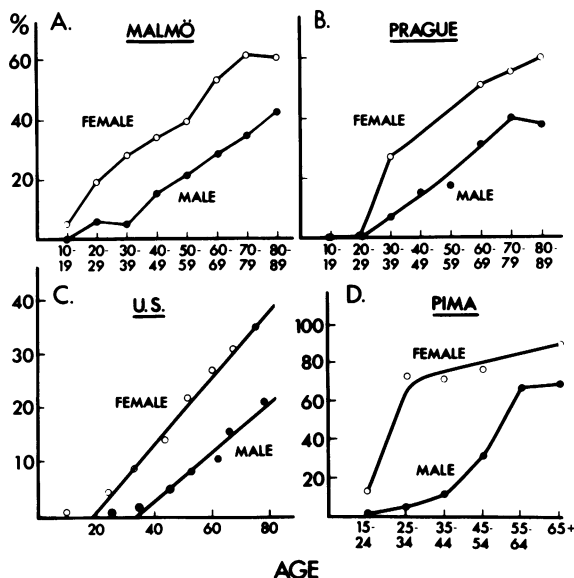 % A. MALMÖ
60
40
20
FEMALE
MALE
10-19 20-29 30-39 40-49 50-59 60-69 70-79 80-89
B. PRAGUE
FEMALE
MALE
10-19 20-29 30-39 40-49 50-59 60-69 70-79 80-89
C. U.S.
40
30
20
10
FEMALE
MALE
20 40 60 80
D. PIMA
100
80
60
40
20
FEMALE
MALE
15-24 25-34 35-44 45-54 55-64 65+
AGE